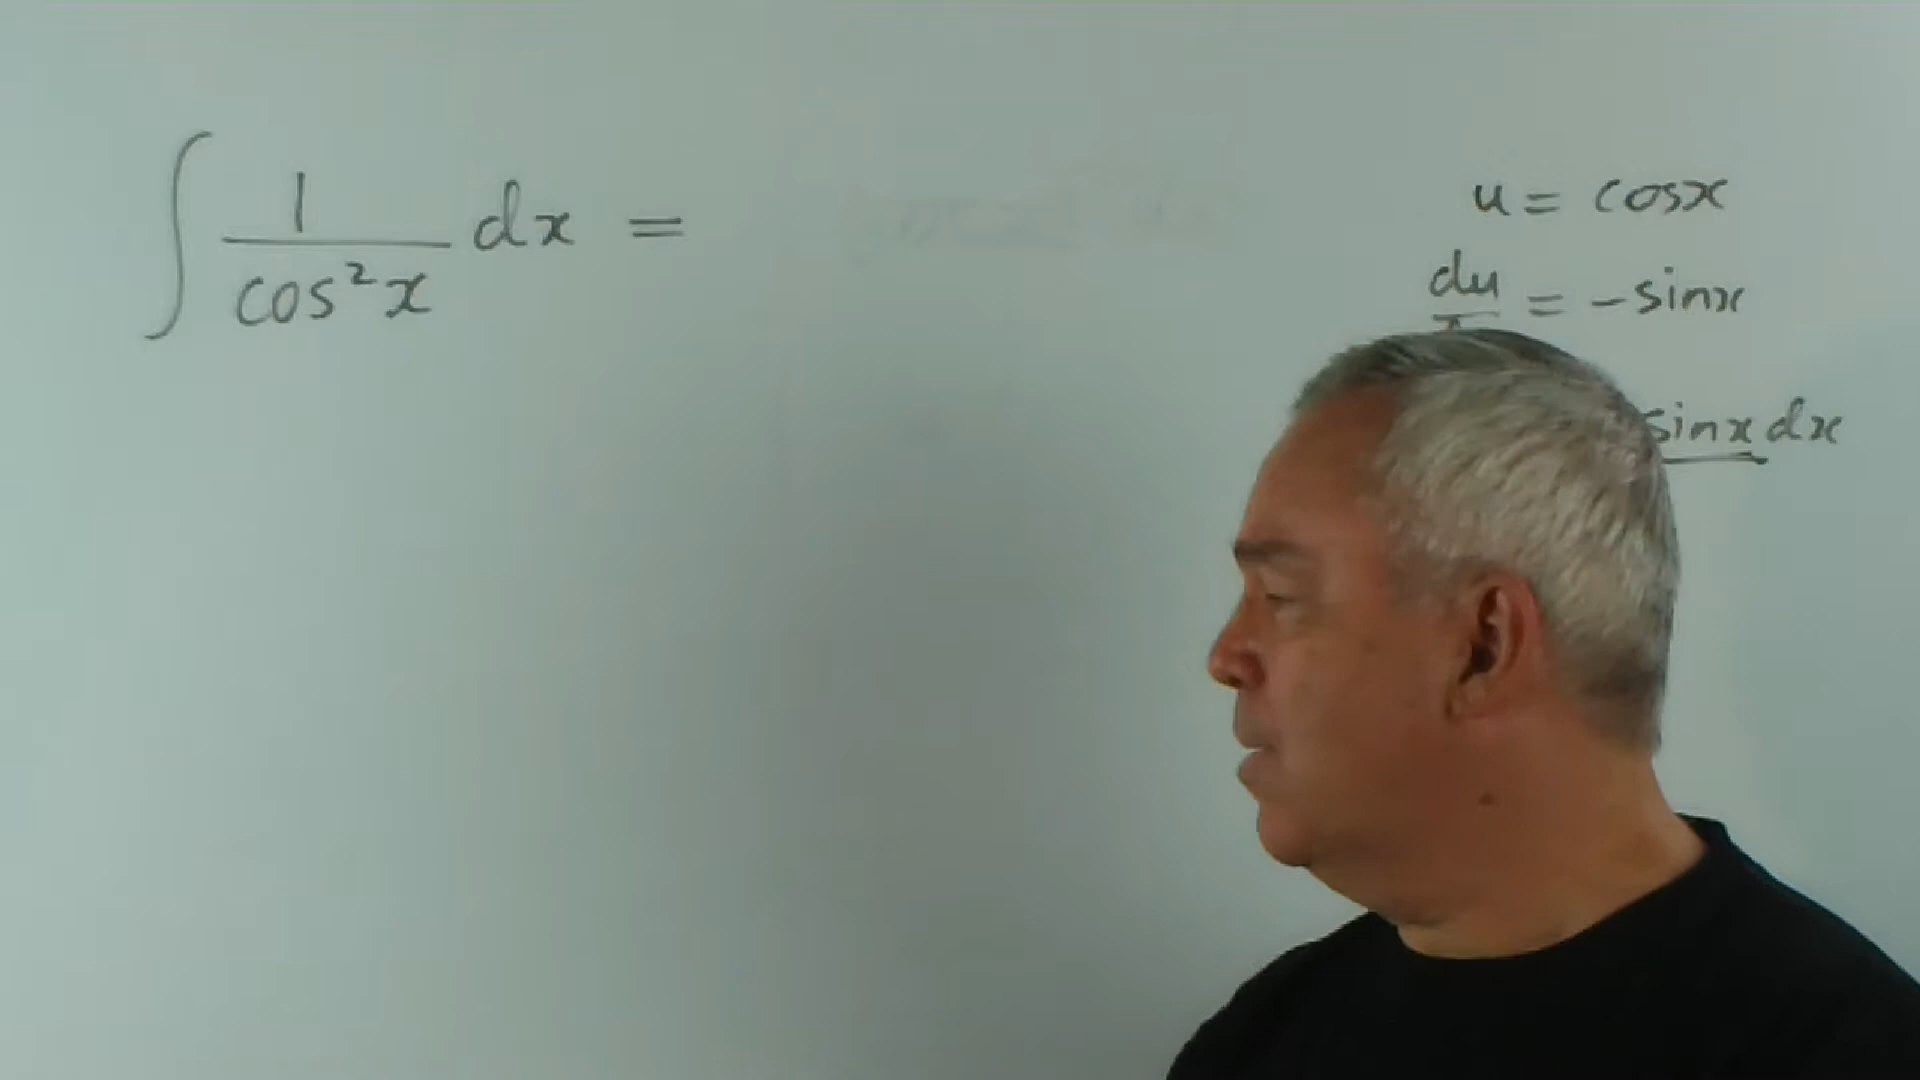 ∫ 1/cos²x dx =
u = cosx
du = -sinx
sinx dx